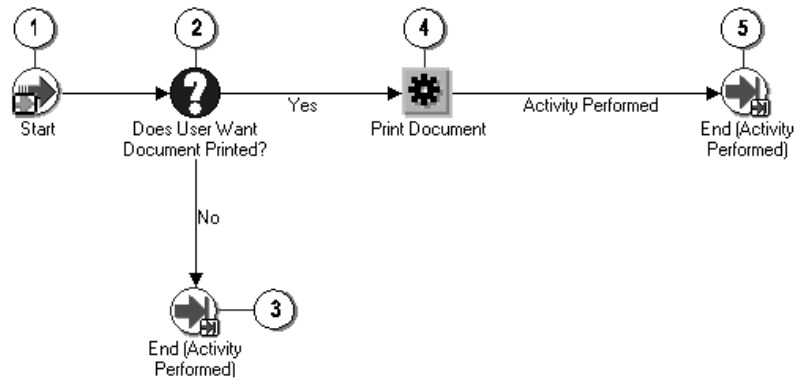 1
2
4
5
Start
Does User Want
Document Printed?
Yes
Print Document
Activity Performed
End (Activity
Performed)
No
3
End (Activity
Performed)